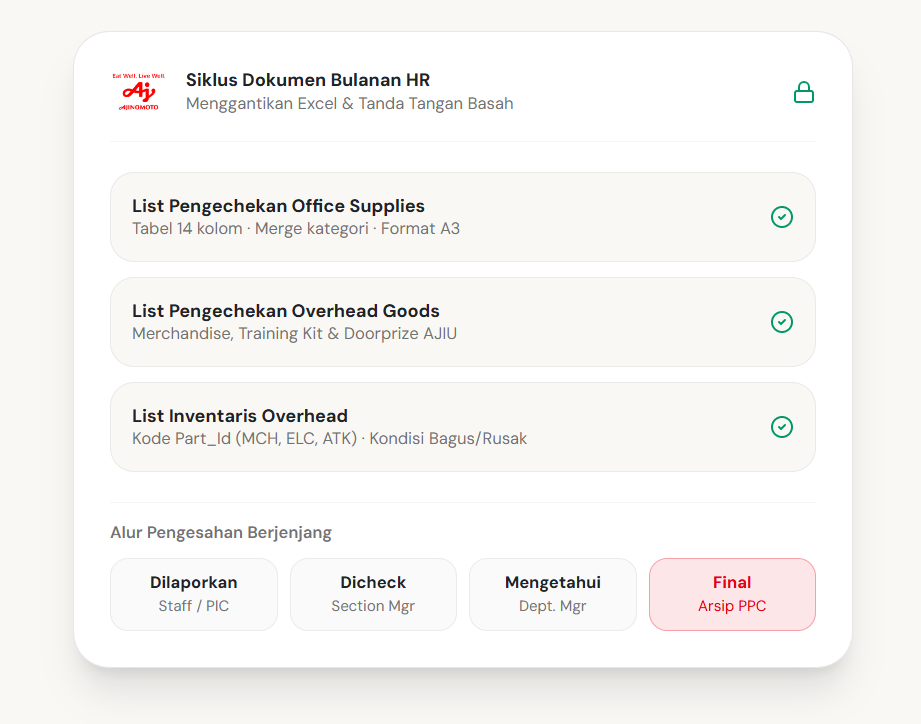 Eat Well, Live Well.
AJINOMOTO
Siklus Dokumen Bulanan HR
Menggantikan Excel & Tanda Tangan Basah
List Pengechekan Office Supplies
Tabel 14 kolom · Merge kategori · Format A3
List Pengechekan Overhead Goods
Merchandise, Training Kit & Doorprize AJIU
List Inventaris Overhead
Kode Part_Id (MCH, ELC, ATK) · Kondisi Bagus/Rusak
Alur Pengesahan Berjenjang
Dilaporkan
Staff / PIC
Dicheck
Section Mgr
Mengetahui
Dept. Mgr
Final
Arsip PPC